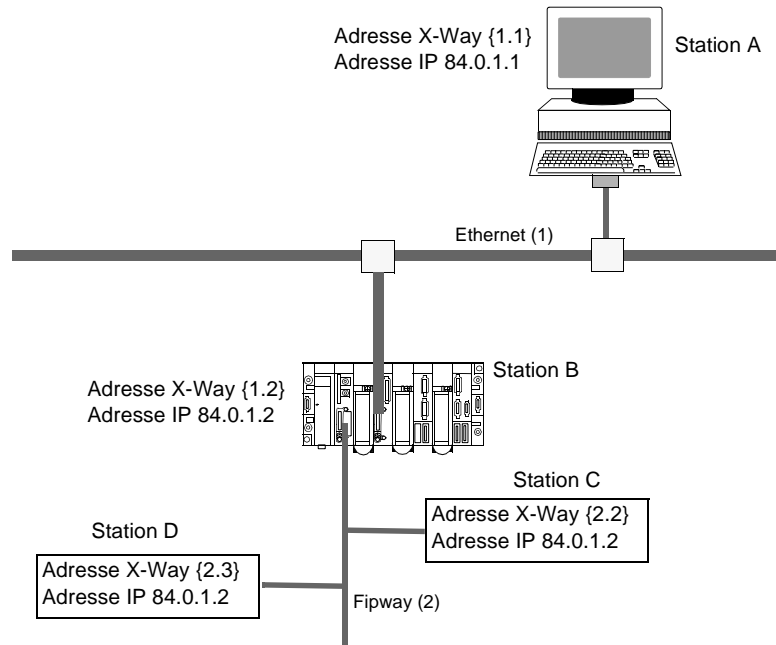 Adresse X-Way {1.1}
Adresse IP 84.0.1.1
Station A
Ethernet (1)
Station B
Adresse X-Way {1.2}
Adresse IP 84.0.1.2
Station C
Adresse X-Way {2.2}
Adresse IP 84.0.1.2
Station D
Adresse X-Way {2.3}
Adresse IP 84.0.1.2
Fipway (2)